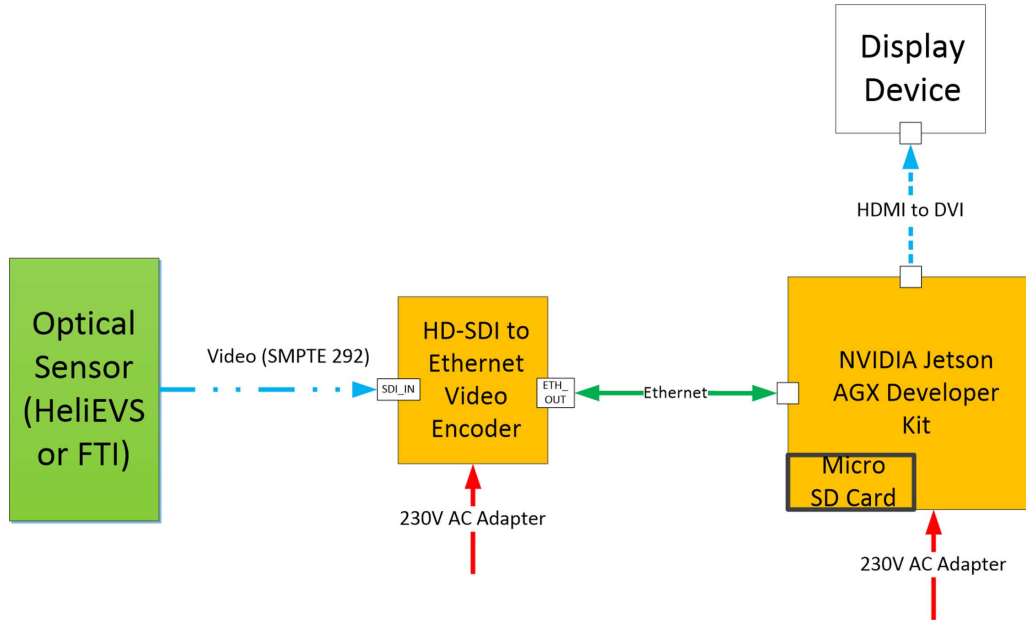 Display
Device
HDMI to DVI
Optical
Sensor
(HeliEVS
or FTI)
Video (SMPTE 292)
SDI_IN
HD-SDI to
Ethernet
Video
Encoder
ETH_
OUT
Ethernet
NVIDIA Jetson
AGX Developer
Kit
Micro
SD Card
230V AC Adapter
230V AC Adapter